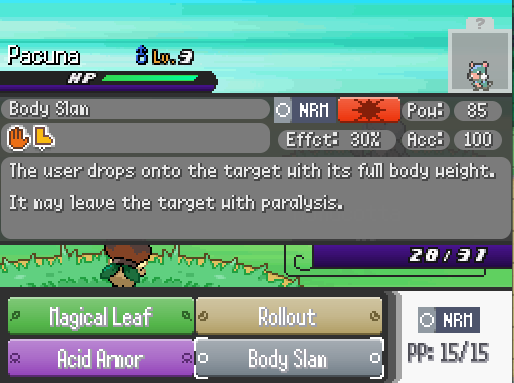 ?
Pacuna Lv. 9
HP
Body Slam NRM Pow: 85
Effct: 30% Acc: 100
The user drops onto the target with its full body weight.
It may leave the target with paralysis.
28/37
Magical Leaf Rollout NRM
Acid Armor Body Slam PP: 15/15